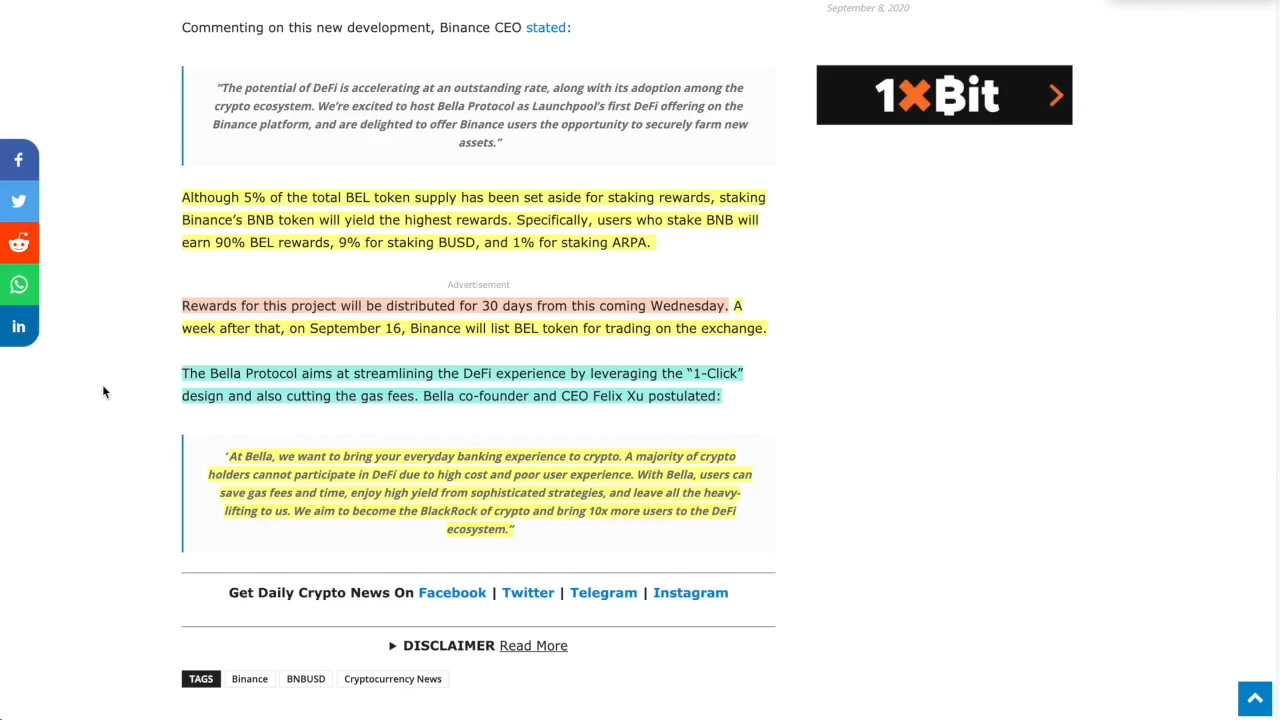 September 8, 2020
Commenting on this new development, Binance CEO stated:
“The potential of DeFi is accelerating at an outstanding rate, along with its adoption among the
crypto ecosystem. We’re excited to host Bella Protocol as Launchpool’s first DeFi offering on the
Binance platform, and are delighted to offer Binance users the opportunity to securely farm new
assets.”
1xBit
Although 5% of the total BEL token supply has been set aside for staking rewards, staking
Binance’s BNB token will yield the highest rewards. Specifically, users who stake BNB will
earn 90% BEL rewards, 9% for staking BUSD, and 1% for staking ARPA.
Advertisement
Rewards for this project will be distributed for 30 days from this coming Wednesday. A
week after that, on September 16, Binance will list BEL token for trading on the exchange.
The Bella Protocol aims at streamlining the DeFi experience by leveraging the “1-Click”
design and also cutting the gas fees. Bella co-founder and CEO Felix Xu postulated:
‘At Bella, we want to bring your everyday banking experience to crypto. A majority of crypto
holders cannot participate in DeFi due to high cost and poor user experience. With Bella, users can
save gas fees and time, enjoy high yield from sophisticated strategies, and leave all the heavy-
lifting to us. We aim to become the BlackRock of crypto and bring 10x more users to the DeFi
ecosystem.”
Get Daily Crypto News On Facebook | Twitter | Telegram | Instagram
DISCLAIMER Read More
TAGS Binance BNBUSD Cryptocurrency News